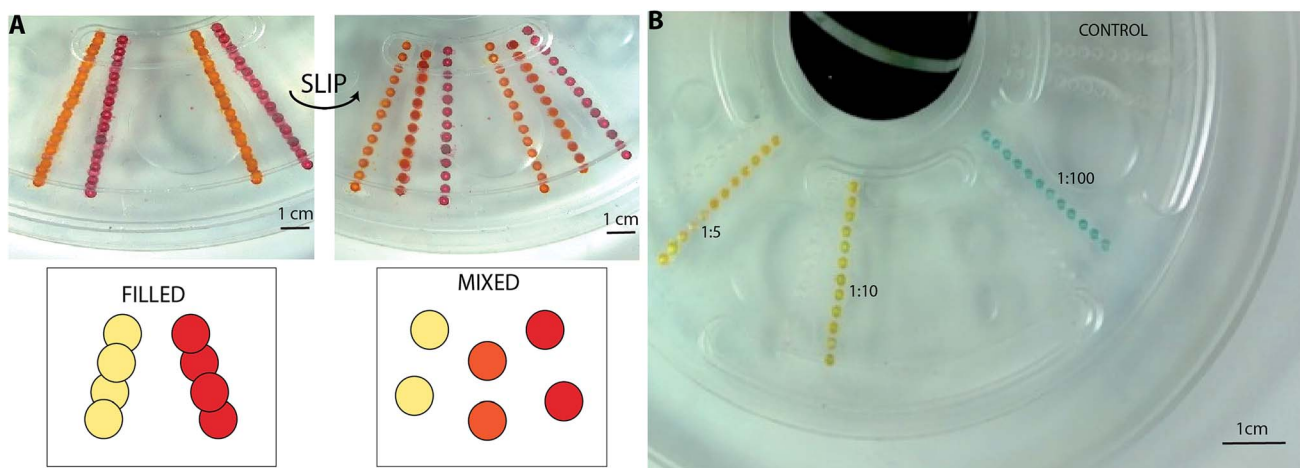 A
SLIP
1 cm
1 cm
FILLED
MIXED
B
CONTROL
1:100
1:5
1:10
1cm